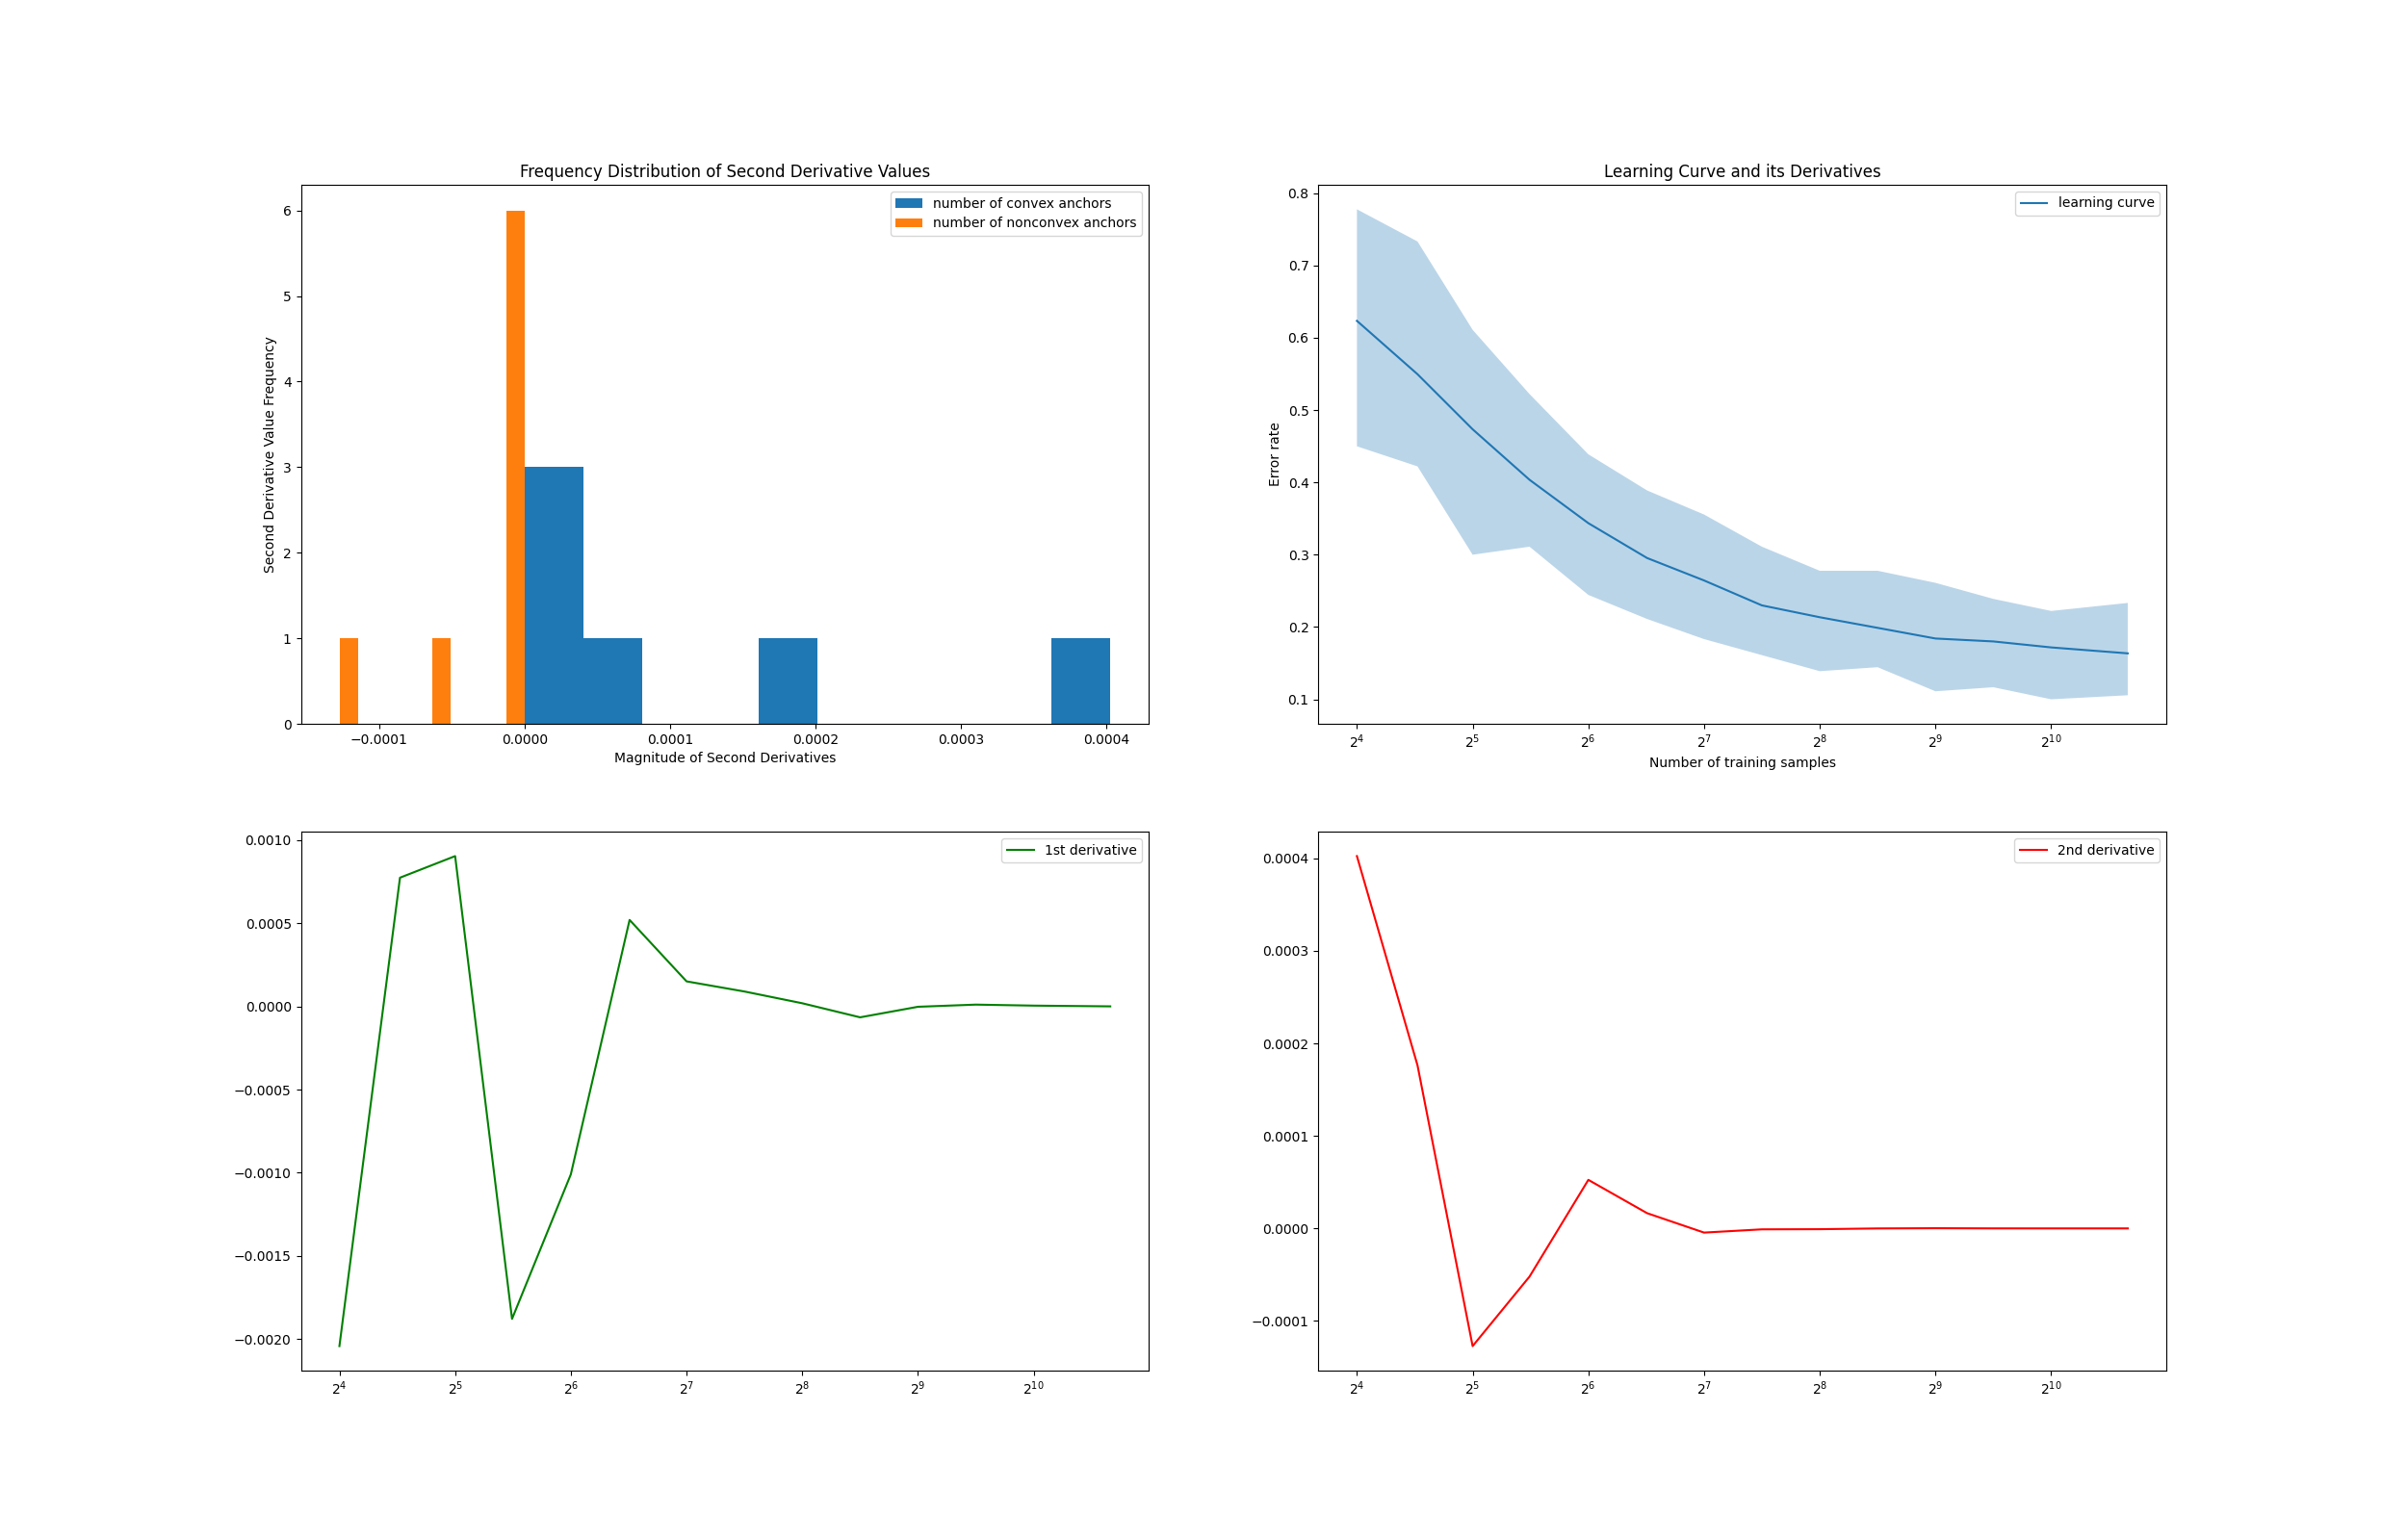 Frequency Distribution of Second Derivative Values
number of convex anchors
number of nonconvex anchors
Second Derivative Value Frequency
6
5
4
3
2
1
0
−0.0001 0.0000 0.0001 0.0002 0.0003 0.0004
Magnitude of Second Derivatives
Learning Curve and its Derivatives
learning curve
Error rate
0.8
0.7
0.6
0.5
0.4
0.3
0.2
0.1
2⁴ 2⁵ 2⁶ 2⁷ 2⁸ 2⁹ 2¹⁰
Number of training samples
1st derivative
0.0010
0.0005
0.0000
−0.0005
−0.0010
−0.0015
−0.0020
2⁴ 2⁵ 2⁶ 2⁷ 2⁸ 2⁹ 2¹⁰
2nd derivative
0.0004
0.0003
0.0002
0.0001
0.0000
−0.0001
2⁴ 2⁵ 2⁶ 2⁷ 2⁸ 2⁹ 2¹⁰